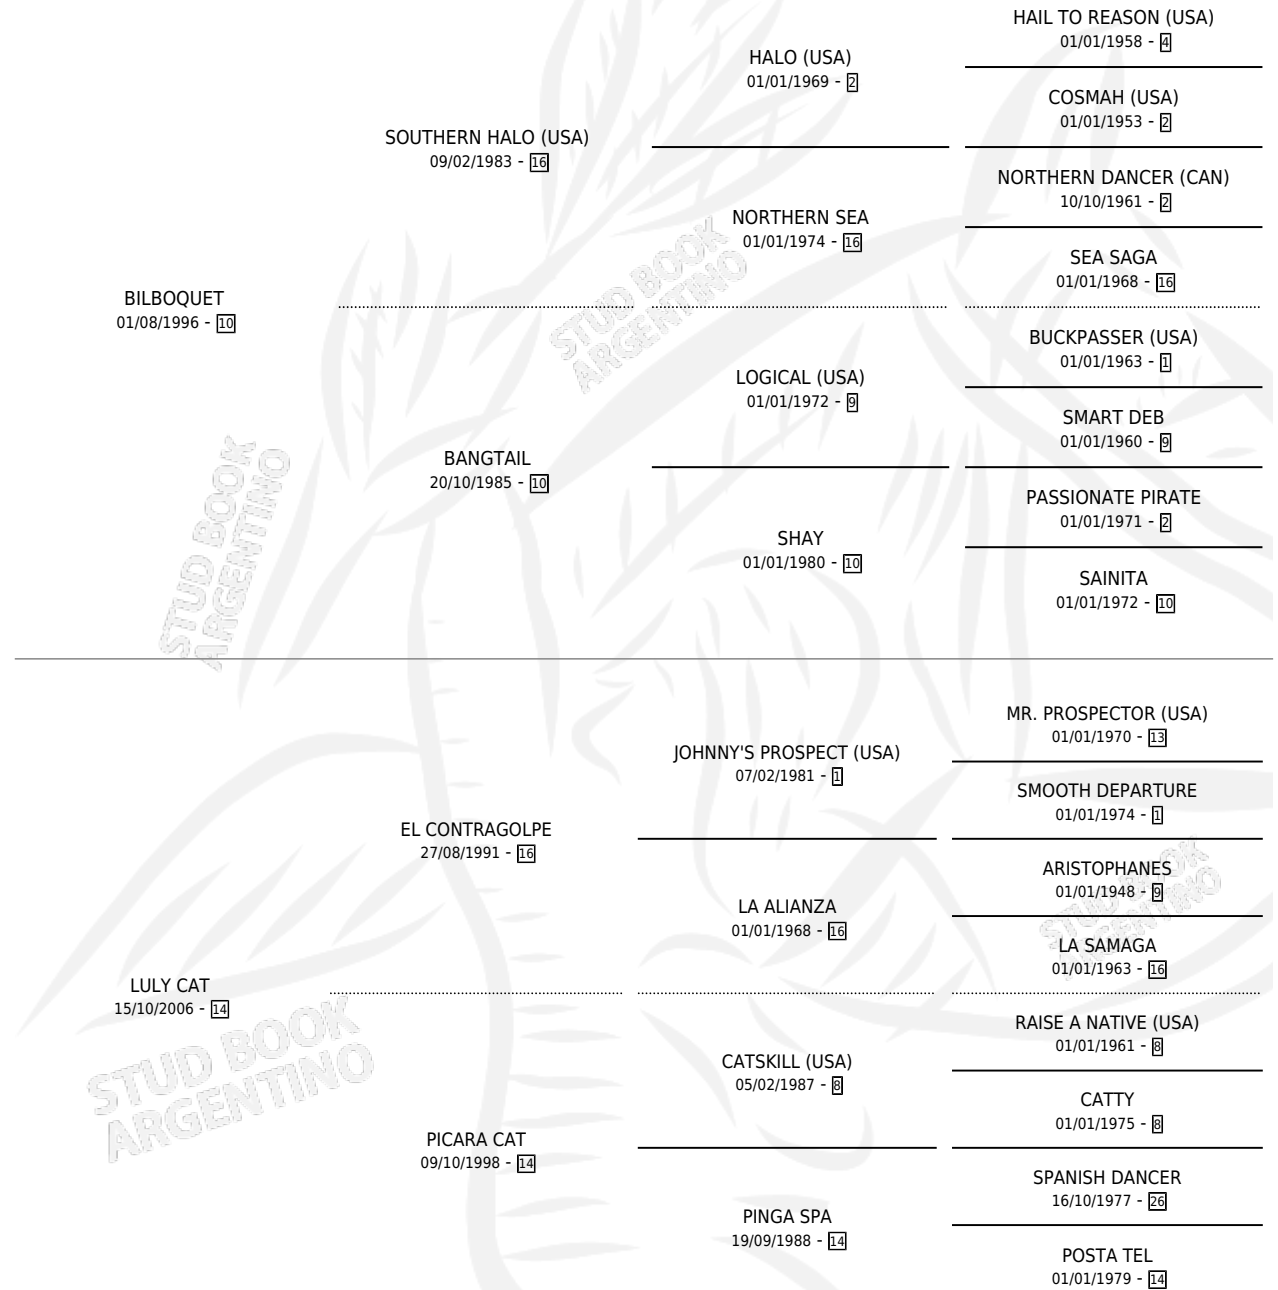 HAIL TO REASON (USA)
01/01/1958 - 4
HALO (USA)
01/01/1969 - 2
COSMAH (USA)
01/01/1953 - 2
SOUTHERN HALO (USA)
09/02/1983 - 16
NORTHERN DANCER (CAN)
10/10/1961 - 2
NORTHERN SEA
01/01/1974 - 16
SEA SAGA
01/01/1968 - 16
BILBOQUET
01/08/1996 - 10
STUD BOOK
ARGENTINO
BUCKPASSER (USA)
01/01/1963 - 1
LOGICAL (USA)
01/01/1972 - 9
SMART DEB
01/01/1960 - 9
BANGTAIL
20/10/1985 - 10
PASSIONATE PIRATE
01/01/1971 - 2
SHAY
01/01/1980 - 10
SAINITA
01/01/1972 - 10
STUD BOOK
ARGENTINO
MR. PROSPECTOR (USA)
01/01/1970 - 13
JOHNNY'S PROSPECT (USA)
07/02/1981 - 1
SMOOTH DEPARTURE
01/01/1974 - 1
EL CONTRAGOLPE
27/08/1991 - 16
ARISTOPHANES
01/01/1948 - 9
LA ALIANZA
01/01/1968 - 16
LA SAMAGA
01/01/1963 - 16
STUD BOOK
ARGENTINO
LULY CAT
15/10/2006 - 14
RAISE A NATIVE (USA)
01/01/1961 - 8
CATSKILL (USA)
05/02/1987 - 8
CATTY
01/01/1975 - 8
STUD BOOK
ARGENTINO
PICARA CAT
09/10/1998 - 14
SPANISH DANCER
16/10/1977 - 26
PINGA SPA
19/09/1988 - 14
POSTA TEL
01/01/1979 - 14